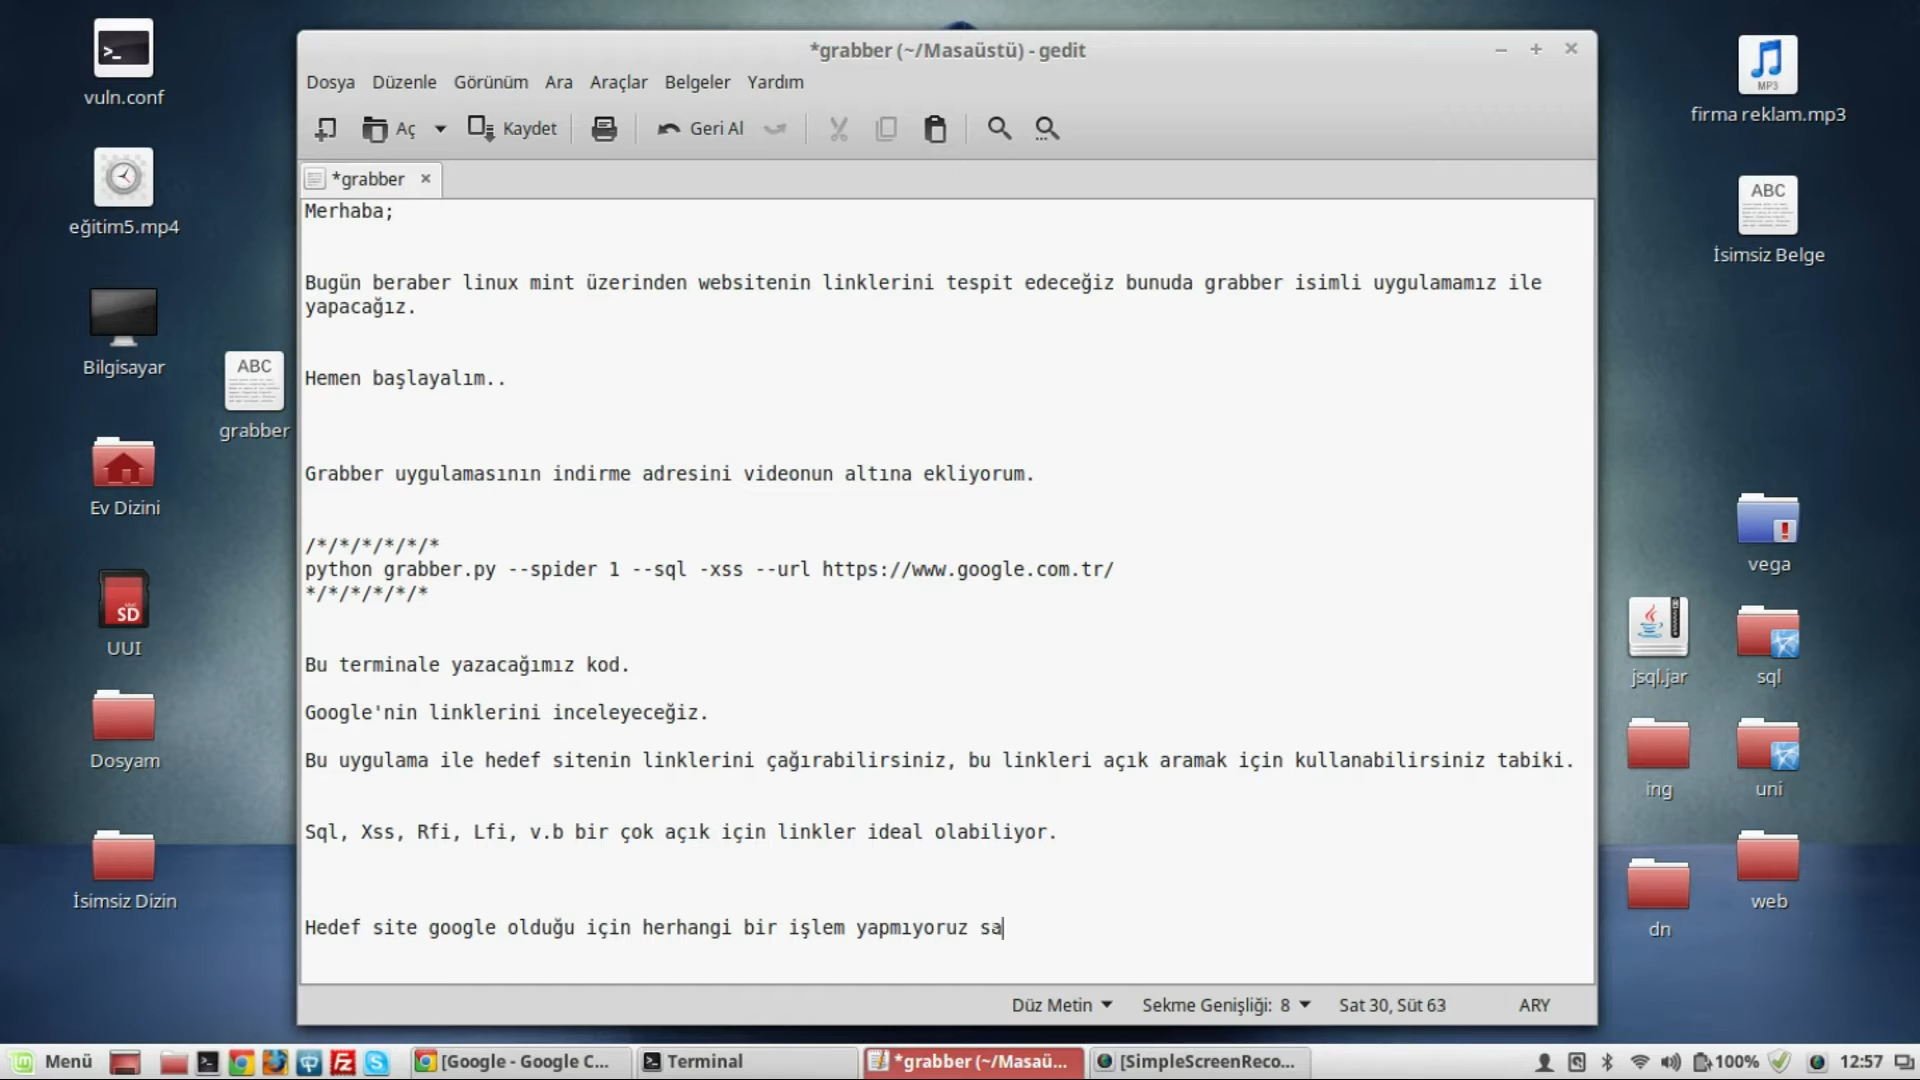 vuln.conf
eğitim5.mp4
Bilgisayar
ABC
grabber
Ev Dizini
SD
UUI
Dosyam
İsimsiz Dizin
*grabber (~/Masaüstü) - gedit
Dosya Düzenle Görünüm Ara Araçlar Belgeler Yardım
Aç Kaydet Geri Al
*grabber
Merhaba;
Bugün beraber linux mint üzerinden websitenin linklerini tespit edeceğiz bunuda grabber isimli uygulamamız ile
yapacağız.
Hemen başlayalım..
Grabber uygulamasının indirme adresini videonun altına ekliyorum.
/*/*/*/*/*/*
python grabber.py --spider 1 --sql -xss --url https://www.google.com.tr/
*/*/*/*/*/*
Bu terminale yazacağımız kod.
Google'nin linklerini inceleyeceğiz.
Bu uygulama ile hedef sitenin linklerini çağırabilirsiniz, bu linkleri açık aramak için kullanabilirsiniz tabiki.
Sql, Xss, Rfi, Lfi, v.b bir çok açık için linkler ideal olabiliyor.
Hedef site google olduğu için herhangi bir işlem yapmıyoruz sa
Düz Metin Sekme Genişliği: 8 Sat 30, Süt 63 ARY
MP3
firma reklam.mp3
ABC
İsimsiz Belge
vega
jsql.jar
sql
ing
uni
dn
web
Menü
[Google - Google C...
Terminal
*grabber (~/Masaü...
[SimpleScreenReco...
100%
12:57